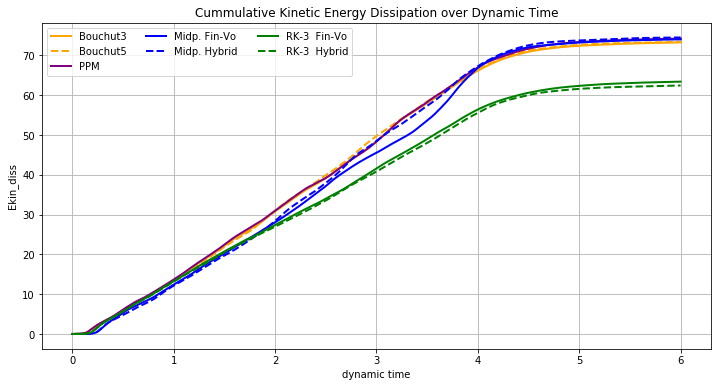 Cummulative Kinetic Energy Dissipation over Dynamic Time
Bouchut3 Midp. Fin-Vo RK-3 Fin-Vo
Bouchut5 Midp. Hybrid RK-3 Hybrid
PPM
Ekin_diss
70
60
50
40
30
20
10
0
0 1 2 3 4 5 6
dynamic time